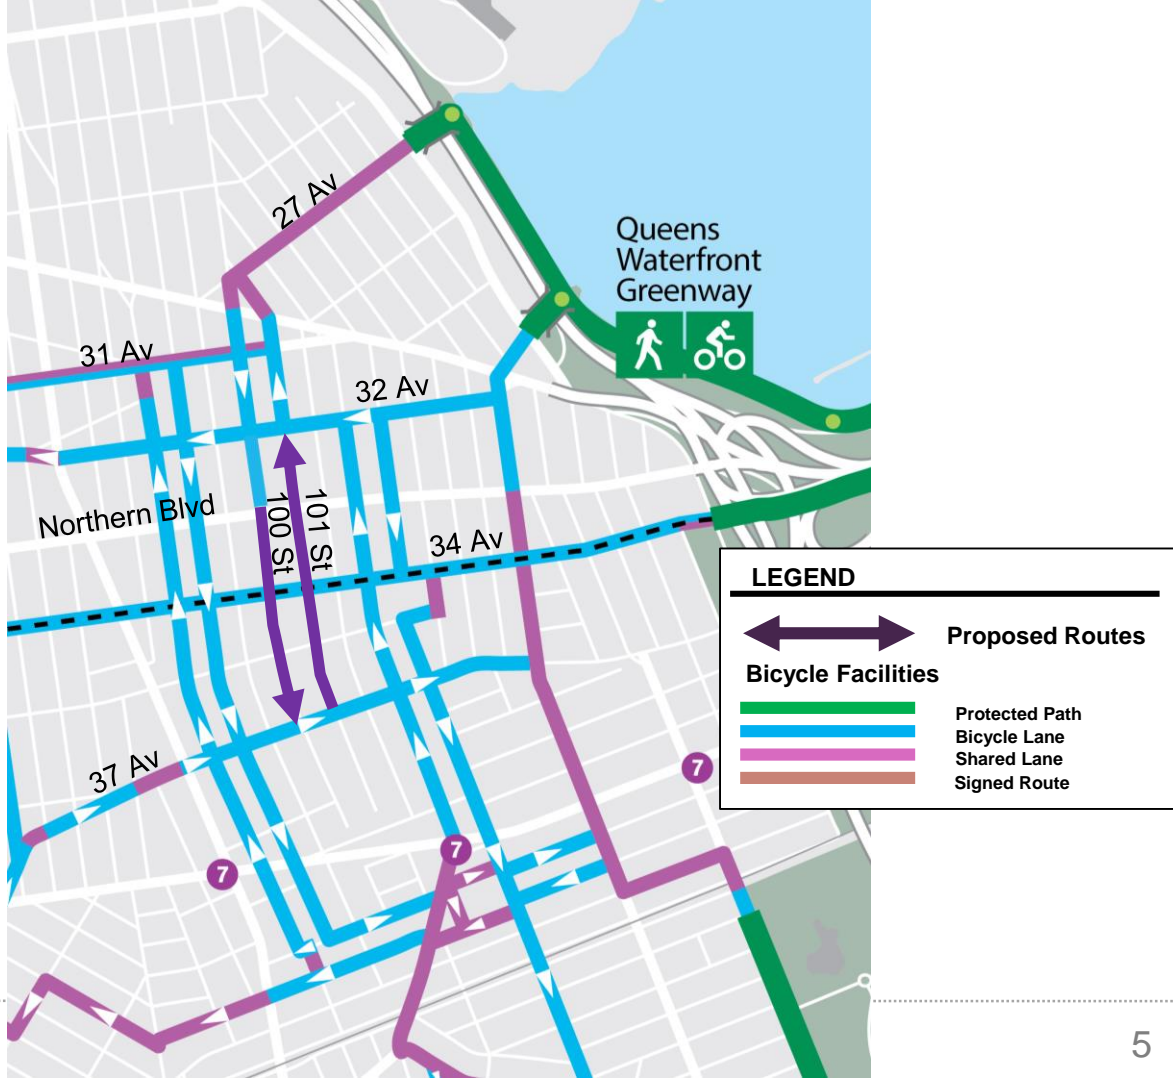 27 Av
Queens
Waterfront
Greenway
31 Av
32 Av
Northern Blvd
100 St
101 St
34 Av
37 Av
7
7
7
LEGEND
Proposed Routes
Bicycle Facilities
Protected Path
Bicycle Lane
Shared Lane
Signed Route
5